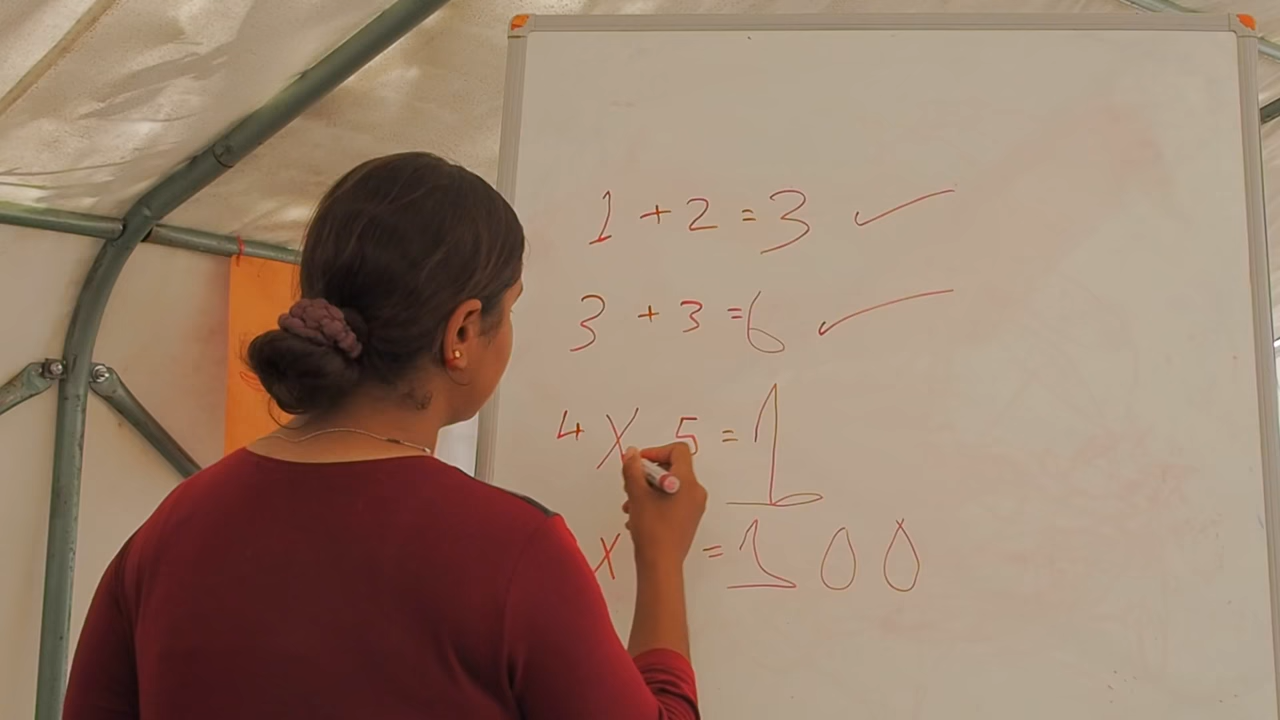 1 + 2 = 3 ✓
3 + 3 = 6 ✓
4 X 5 = 1
X = 100